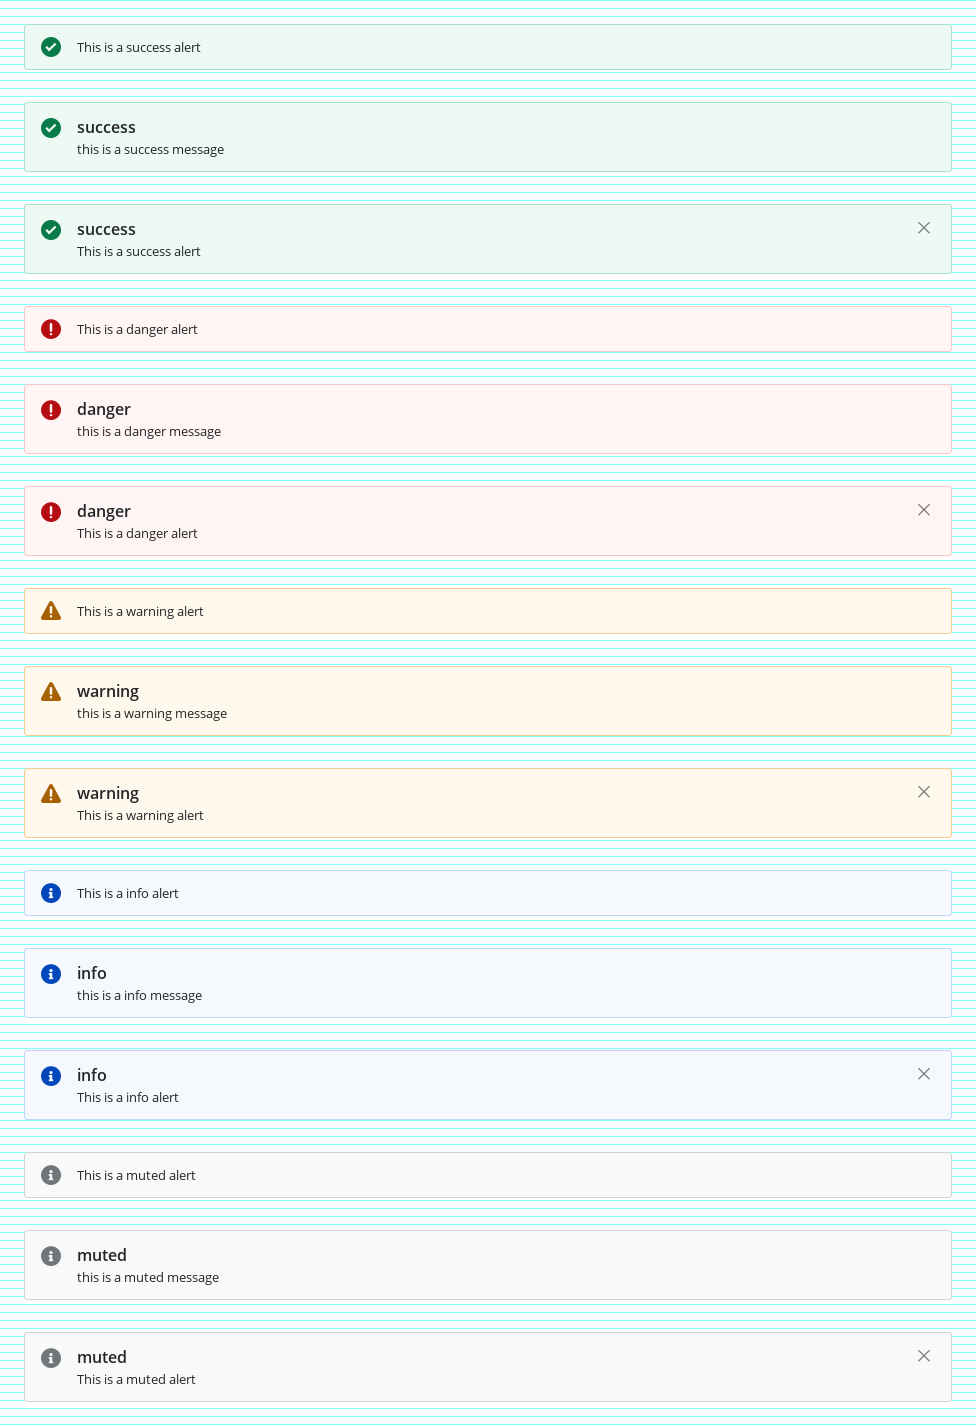 This is a success alert
success
this is a success message
success
This is a success alert
This is a danger alert
danger
this is a danger message
danger
This is a danger alert
This is a warning alert
warning
this is a warning message
warning
This is a warning alert
This is a info alert
info
this is a info message
info
This is a info alert
This is a muted alert
muted
this is a muted message
muted
This is a muted alert